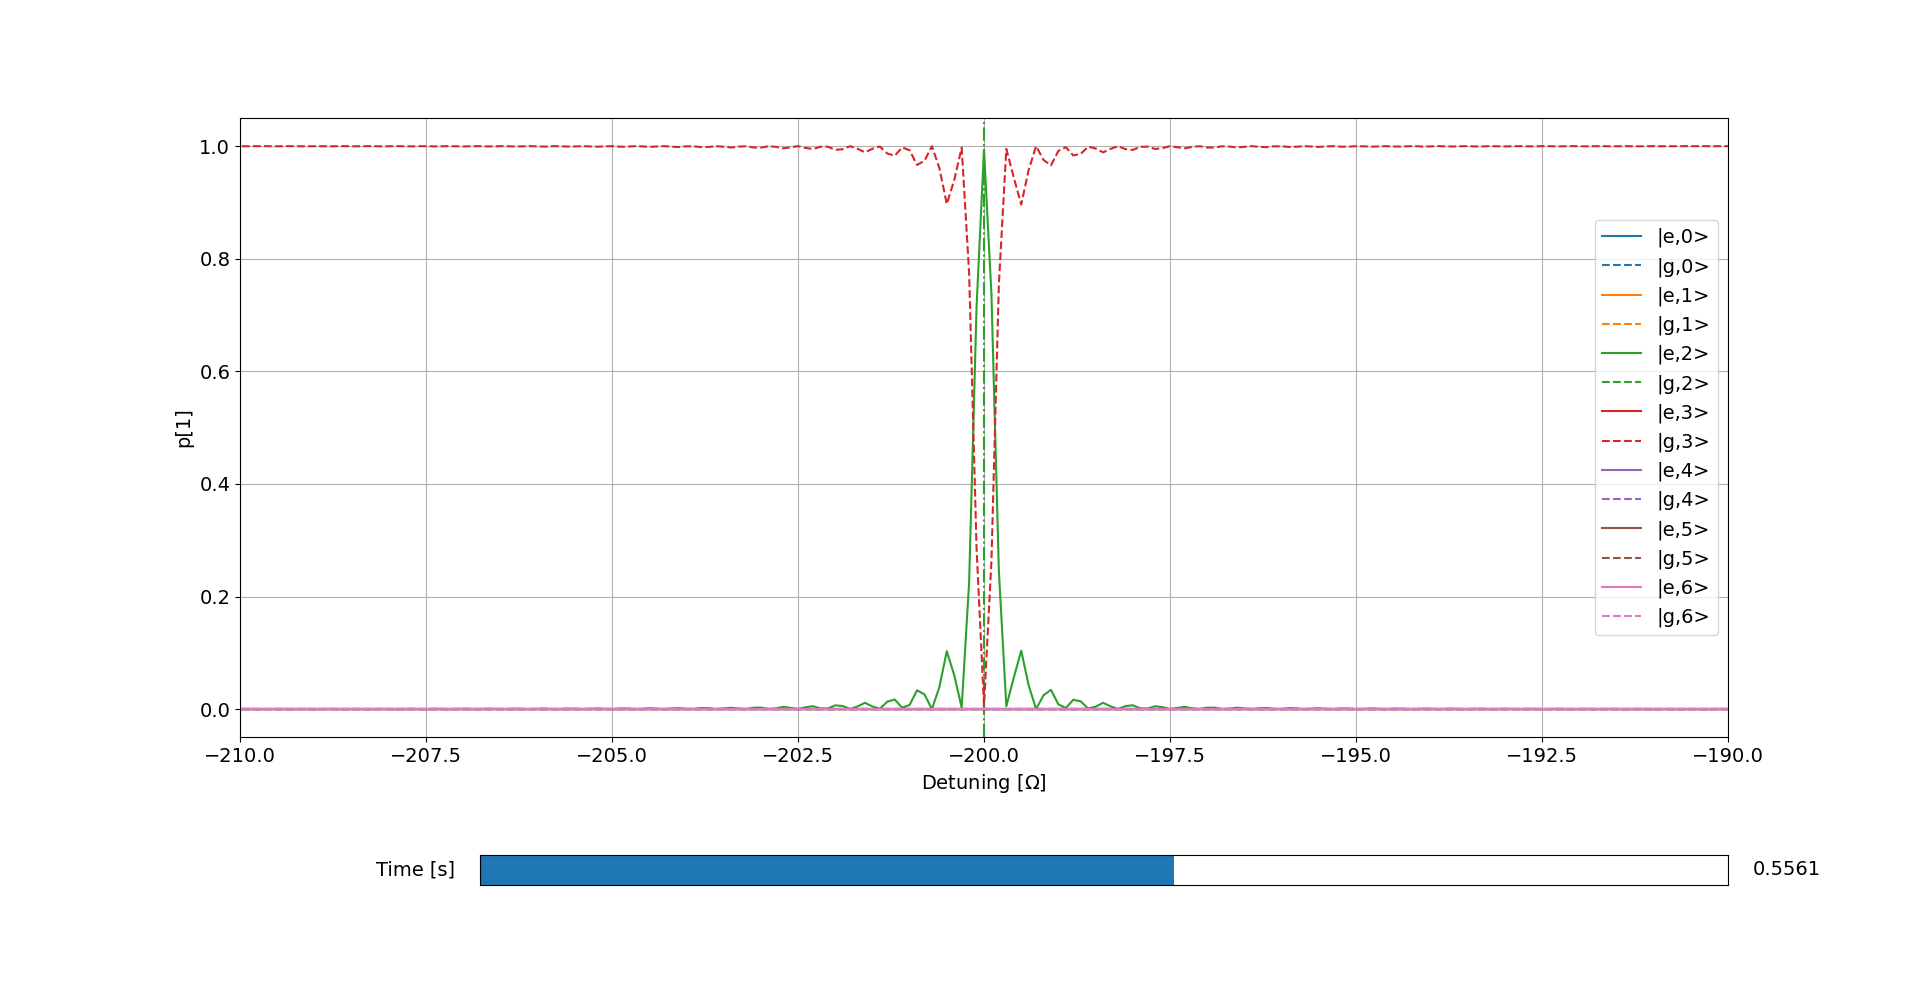 1.0
0.8
0.6
0.4
0.2
0.0
p[1]
−210.0 −207.5 −205.0 −202.5 −200.0 −197.5 −195.0 −192.5 −190.0
Detuning [Ω]
|e,0>
|g,0>
|e,1>
|g,1>
|e,2>
|g,2>
|e,3>
|g,3>
|e,4>
|g,4>
|e,5>
|g,5>
|e,6>
|g,6>
Time [s] 0.5561